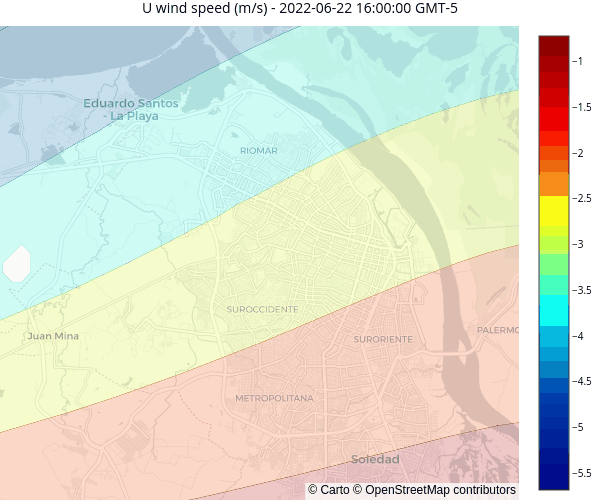 U wind speed (m/s) - 2022-06-22 16:00:00 GMT-5
Eduardo Santos
- La Playa
RIOMAR
SUROCCIDENTE
Juan Mina
SURORIENTE
PALERMO
METROPOLITANA
Soledad
© Carto © OpenStreetMap contributors
−1
−1.5
−2
−2.5
−3
−3.5
−4
−4.5
−5
−5.5